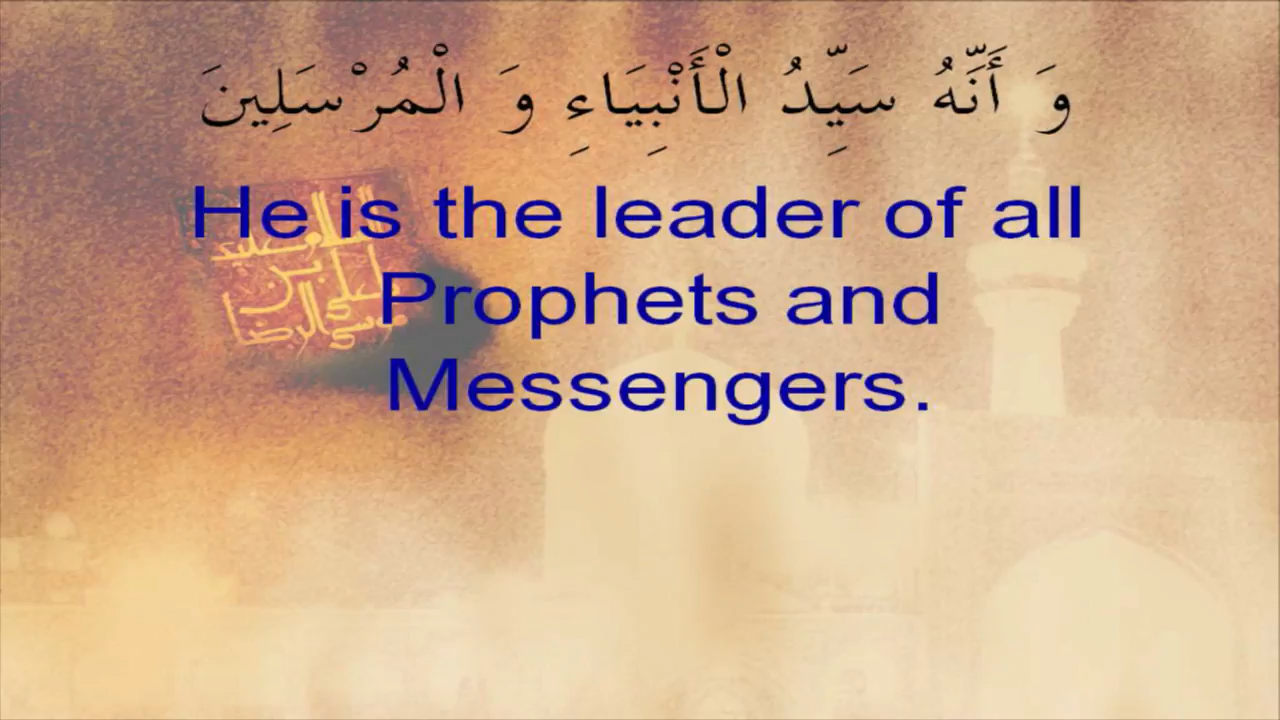 وَ أَنَّهُ سَيِّدُ الْأَنْبِيَاءِ وَ الْمُرْسَلِينَ
He is the leader of all
Prophets and
Messengers.